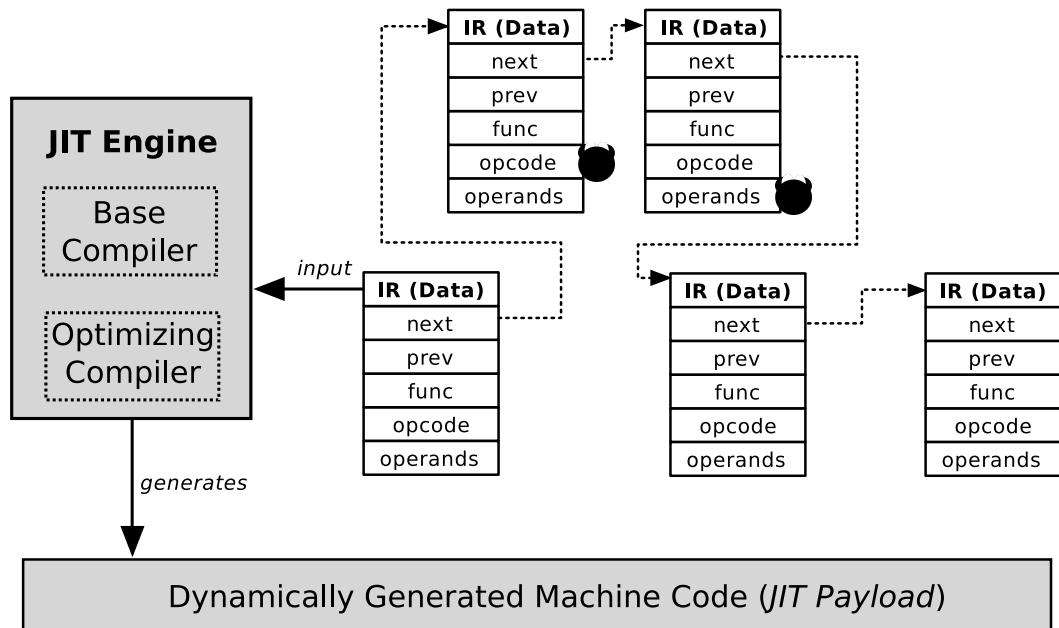 IR (Data)
next
prev
func
opcode
operands
IR (Data)
next
prev
func
opcode
operands
JIT Engine
Base
Compiler
Optimizing
Compiler
input
IR (Data)
next
prev
func
opcode
operands
IR (Data)
next
prev
func
opcode
operands
IR (Data)
next
prev
func
opcode
operands
generates
Dynamically Generated Machine Code (JIT Payload)